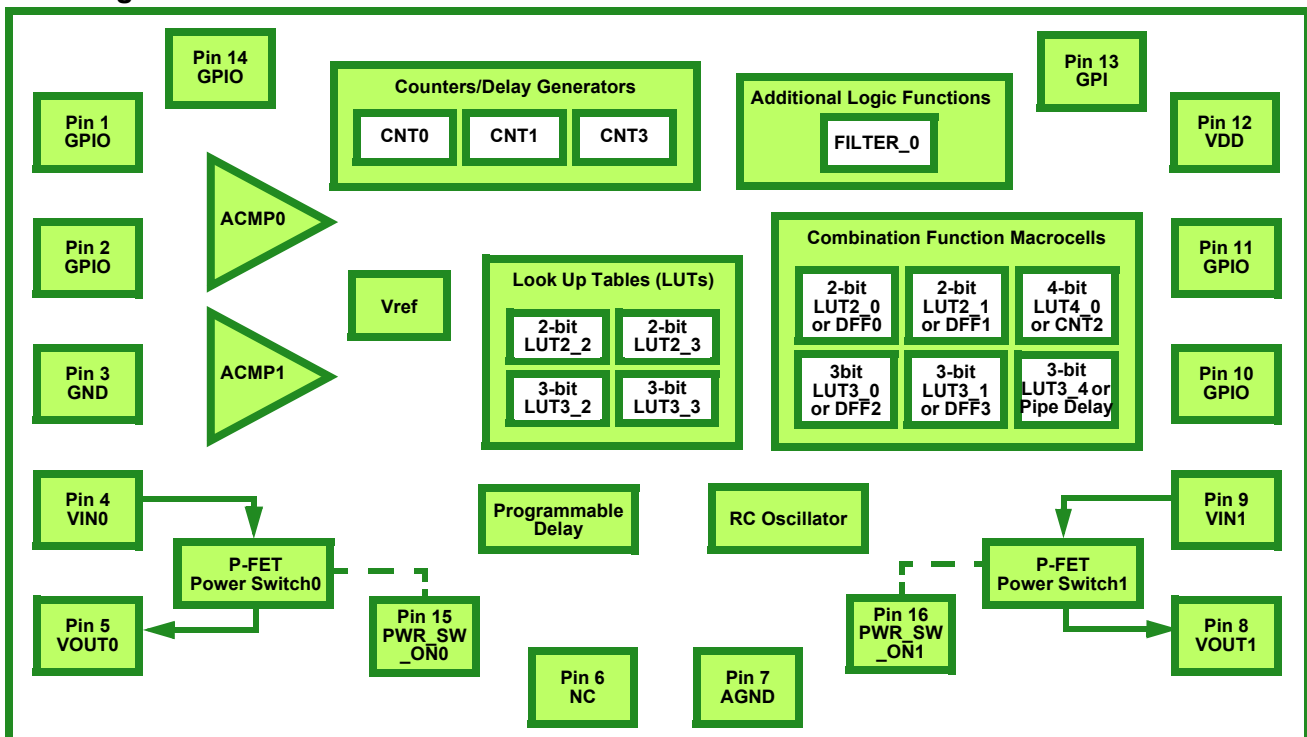 Pin 14
GPIO
Pin 13
GPI
Counters/Delay Generators
CNT0
CNT1
CNT3
Additional Logic Functions
FILTER_0
Pin 1
GPIO
Pin 12
VDD
ACMP0
Pin 2
GPIO
Combination Function Macrocells
2-bit
LUT2_0
or DFF0
2-bit
LUT2_1
or DFF1
4-bit
LUT4_0
or CNT2
3bit
LUT3_0
or DFF2
3-bit
LUT3_1
or DFF3
3-bit
LUT3_4 or
Pipe Delay
Pin 11
GPIO
Look Up Tables (LUTs)
2-bit
LUT2_2
2-bit
LUT2_3
3-bit
LUT3_2
3-bit
LUT3_3
Vref
Pin 3
GND
ACMP1
Pin 10
GPIO
Pin 4
VIN0
Programmable
Delay
RC Oscillator
Pin 9
VIN1
P-FET
Power Switch0
P-FET
Power Switch1
Pin 5
VOUT0
Pin 15
PWR_SW
_ON0
Pin 16
PWR_SW
_ON1
Pin 8
VOUT1
Pin 6
NC
Pin 7
AGND